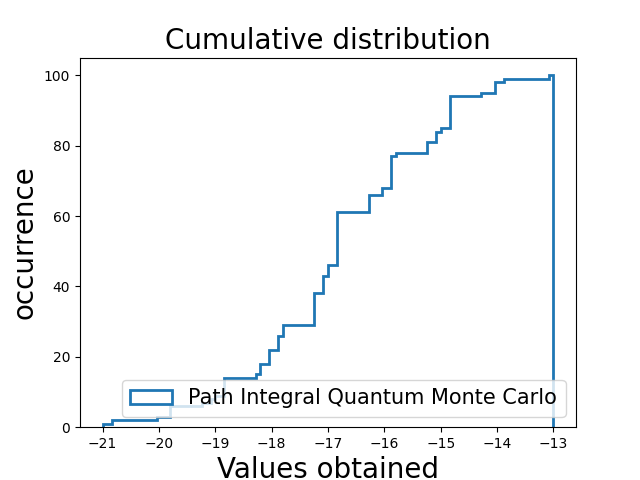 Cumulative distribution
occurrence
100
80
60
40
20
0
Path Integral Quantum Monte Carlo
−21 −20 −19 −18 −17 −16 −15 −14 −13
Values obtained